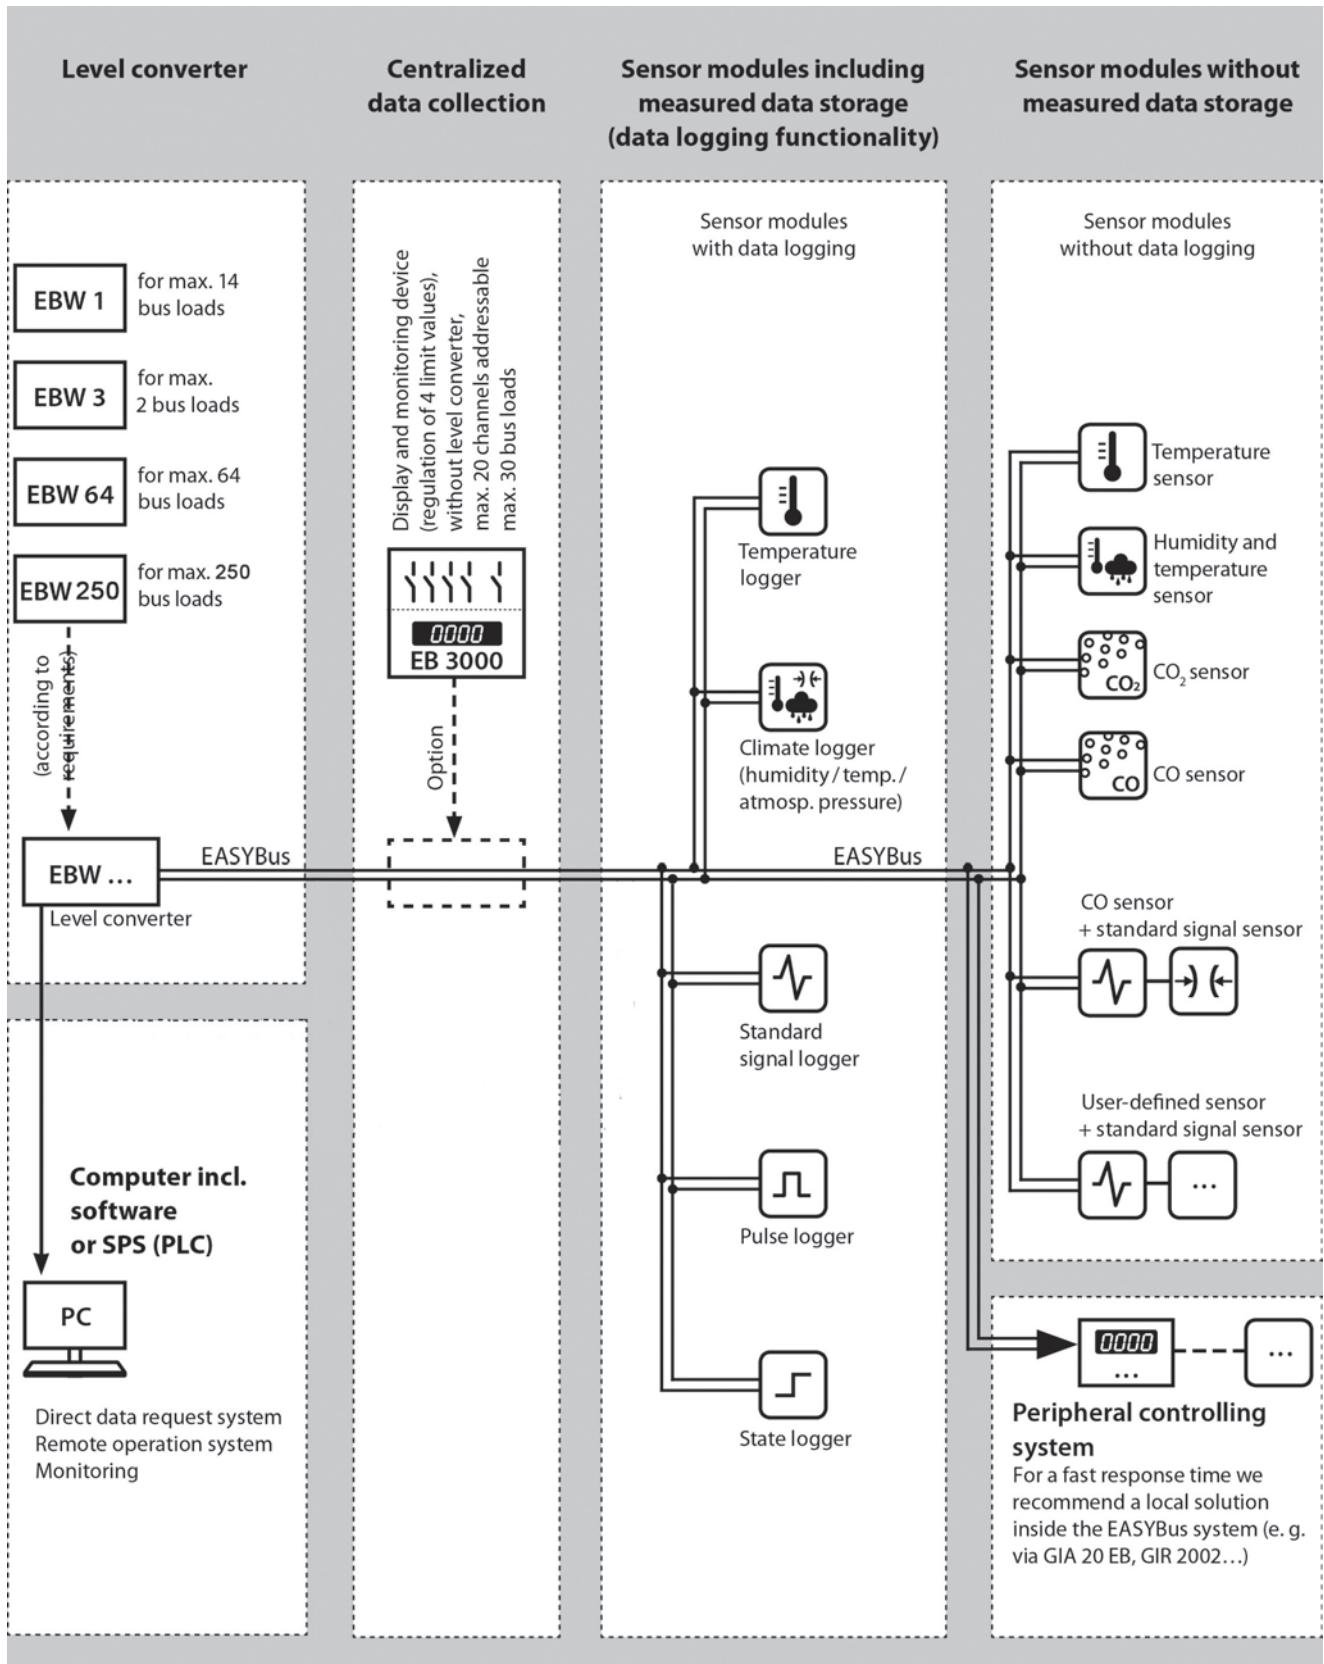 Level converter
EBW 1
for max. 14
bus loads
EBW 3
for max.
2 bus loads
EBW 64
for max. 64
bus loads
EBW 250
for max. 250
bus loads
(according to
requirements)
EBW ...
Level converter
EASYBus
Computer incl.
software
or SPS (PLC)
PC
Direct data request system
Remote operation system
Monitoring
Centralized
data collection
Display and monitoring device
(regulation of 4 limit values),
without level converter,
max. 20 channels addressable
max. 30 bus loads
0000
EB 3000
Option
Sensor modules including
measured data storage
(data logging functionality)
Sensor modules
with data logging
Temperature
logger
Climate logger
(humidity / temp. /
atmosp. pressure)
EASYBus
Standard
signal logger
Pulse logger
State logger
Sensor modules without
measured data storage
Sensor modules
without data logging
Temperature
sensor
Humidity and
temperature
sensor
CO₂
CO₂ sensor
CO
CO sensor
CO sensor
+ standard signal sensor
User-defined sensor
+ standard signal sensor
...
0000
...
...
Peripheral controlling
system
For a fast response time we
recommend a local solution
inside the EASYBus system (e. g.
via GIA 20 EB, GIR 2002...)